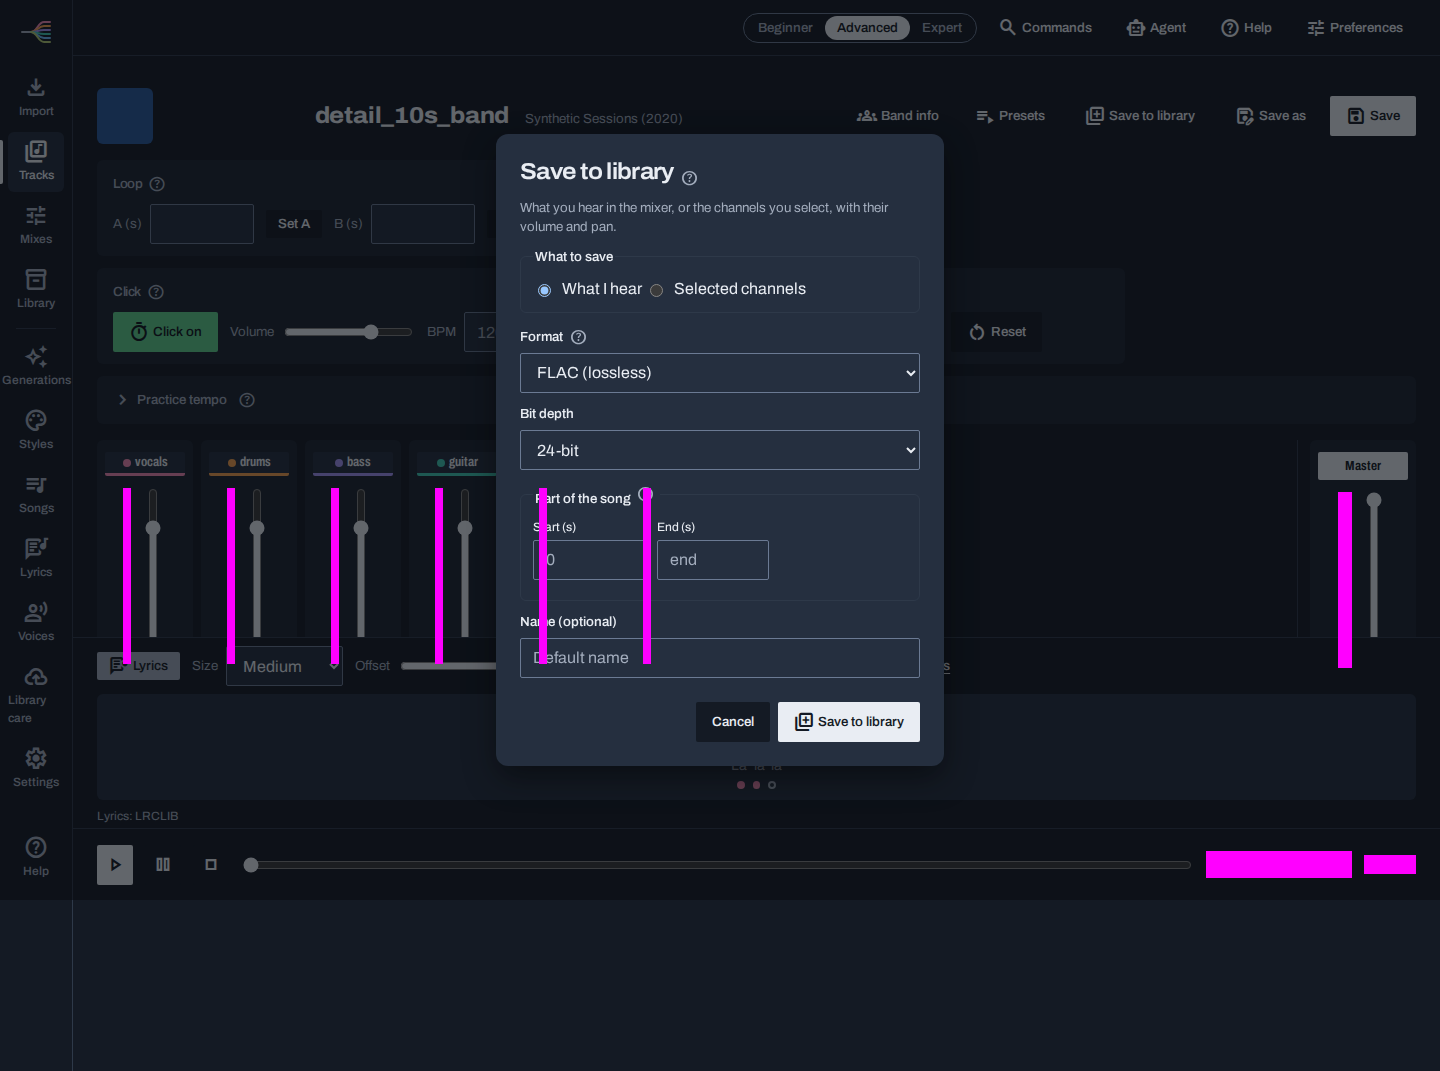 Beginner Advanced Expert Commands Agent Help Preferences
Import
Tracks
Mixes
Library
Generations
Styles
Songs
Lyrics
Voices
Library
care
Settings
Help
detail_10s_band Synthetic Sessions (2020) Band info Presets Save to library Save as Save
Loop
A (s) Set A B (s)
Click
Click on Volume BPM Reset
Practice tempo
vocals drums bass guitar Master
Save to library
What you hear in the mixer, or the channels you select, with their
volume and pan.
What to save
What I hear Selected channels
Format
FLAC (lossless)
Bit depth
24-bit
Part of the song
Start (s) End (s)
0 end
Name (optional)
Default name
Cancel Save to library
Lyrics Size Medium Offset
La la la
Lyrics: LRCLIB